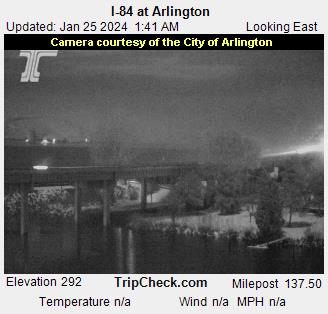 I-84 at Arlington
Updated: Jan 25 2024 1:41 AM Looking East
Camera courtesy of the City of Arlington
Elevation 292 TripCheck.com Milepost 137.50
Temperature n/a Wind n/a MPH n/a